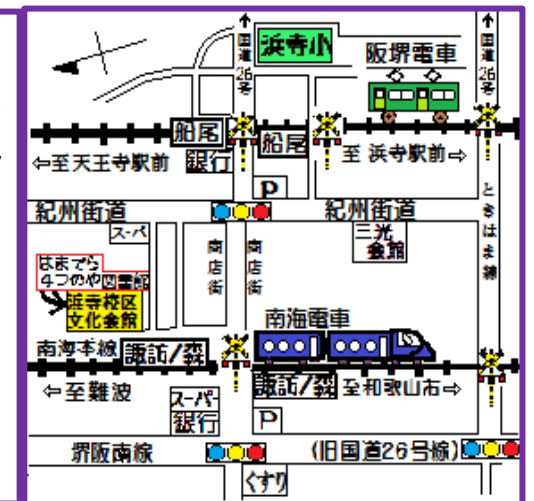 ↑国道26号
浜寺小
阪堺電車
↑国道26号
船尾
船尾
⇦至天王寺駅前
銀行
至 浜寺駅前⇨
P
ときはま線
紀州街道
紀州街道
スーパ
商店街
商店街
三光会館
はまでら
4つのや図書館
浜寺校区
文化会館
南海電車
南海本線
諏訪ノ森
⇦至難波
諏訪ノ森
至和歌山市⇨
スーパー
銀行
P
堺阪南線
(旧国道26号線)
くすり